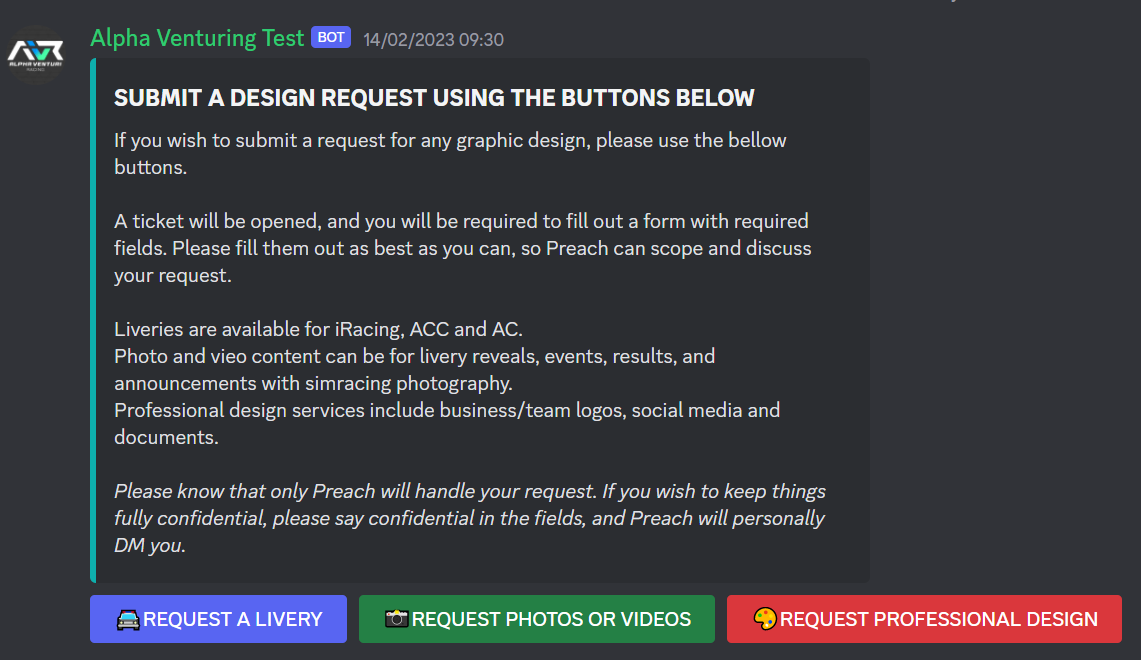 Alpha Venturing Test BOT 14/02/2023 09:30
ALPHA VENTURI
RACING
SUBMIT A DESIGN REQUEST USING THE BUTTONS BELOW
If you wish to submit a request for any graphic design, please use the bellow
buttons.
A ticket will be opened, and you will be required to fill out a form with required
fields. Please fill them out as best as you can, so Preach can scope and discuss
your request.
Liveries are available for iRacing, ACC and AC.
Photo and vieo content can be for livery reveals, events, results, and
announcements with simracing photography.
Professional design services include business/team logos, social media and
documents.
Please know that only Preach will handle your request. If you wish to keep things
fully confidential, please say confidential in the fields, and Preach will personally
DM you.
REQUEST A LIVERY REQUEST PHOTOS OR VIDEOS REQUEST PROFESSIONAL DESIGN